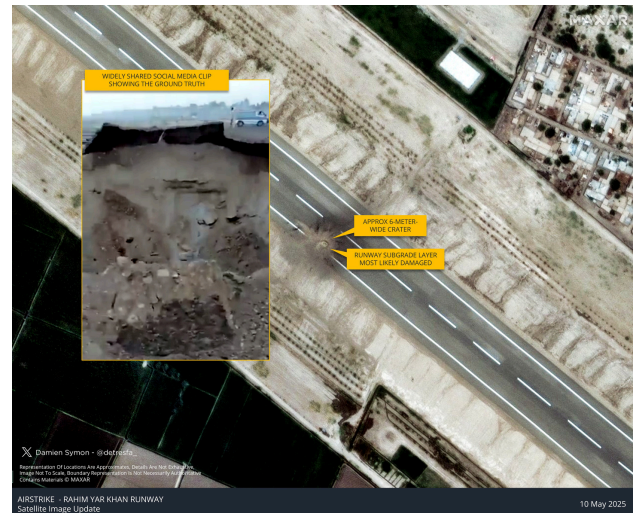 MAXAR
WIDELY SHARED SOCIAL MEDIA CLIP
SHOWING THE GROUND TRUTH
APPROX 6-METER-
WIDE CRATER
RUNWAY SUBGRADE LAYER
MOST LIKELY DAMAGED
X Damien Symon - @detresfa_
Representation Of Locations Are Approximates, Details Are Not Exhaustive,
Image Not To Scale, Boundary Representation Is Not Necessarily Authoritative
Contains Materials © MAXAR
AIRSTRIKE - RAHIM YAR KHAN RUNWAY
Satellite Image Update
10 May 2025